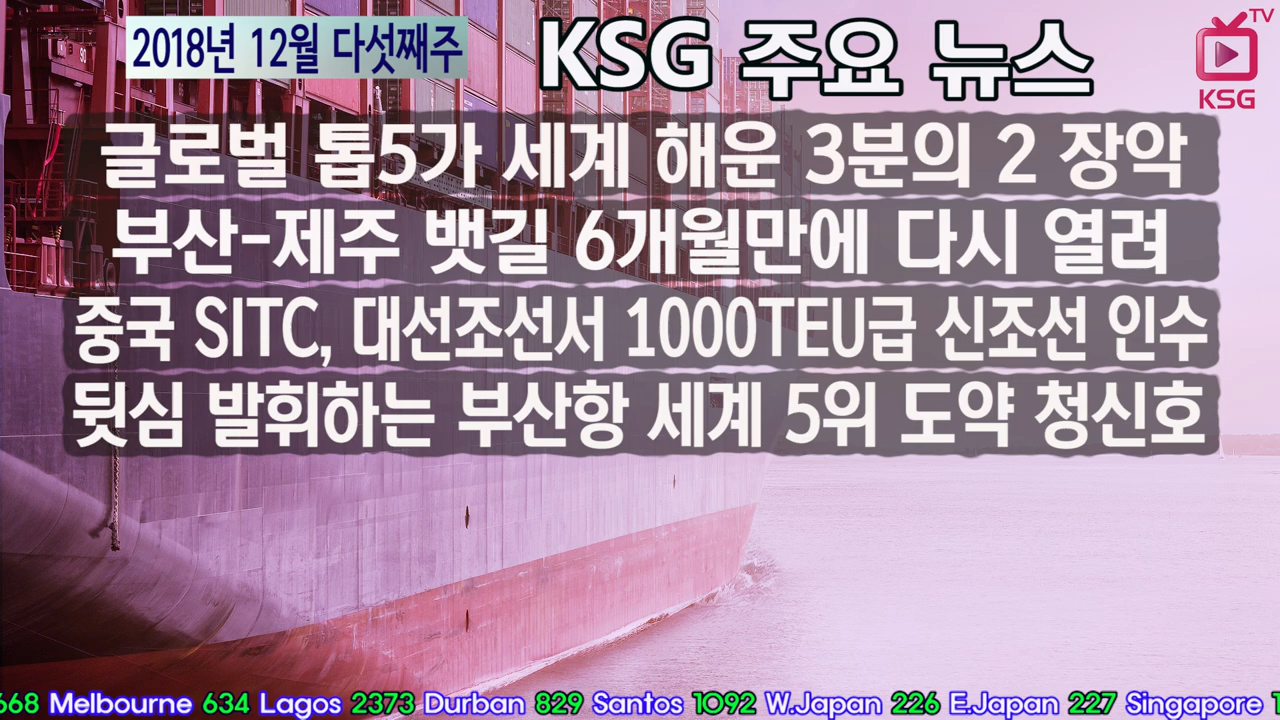 2018년 12월 다섯째주
KSG 주요 뉴스
TV
KSG
글로벌 톱5가 세계 해운 3분의 2 장악
부산-제주 뱃길 6개월만에 다시 열려
중국 SITC, 대선조선서 1000TEU급 신조선 인수
뒷심 발휘하는 부산항 세계 5위 도약 청신호
668 Melbourne 634 Lagos 2373 Durban 829 Santos 1092 W.Japan 226 E.Japan 227 Singapore